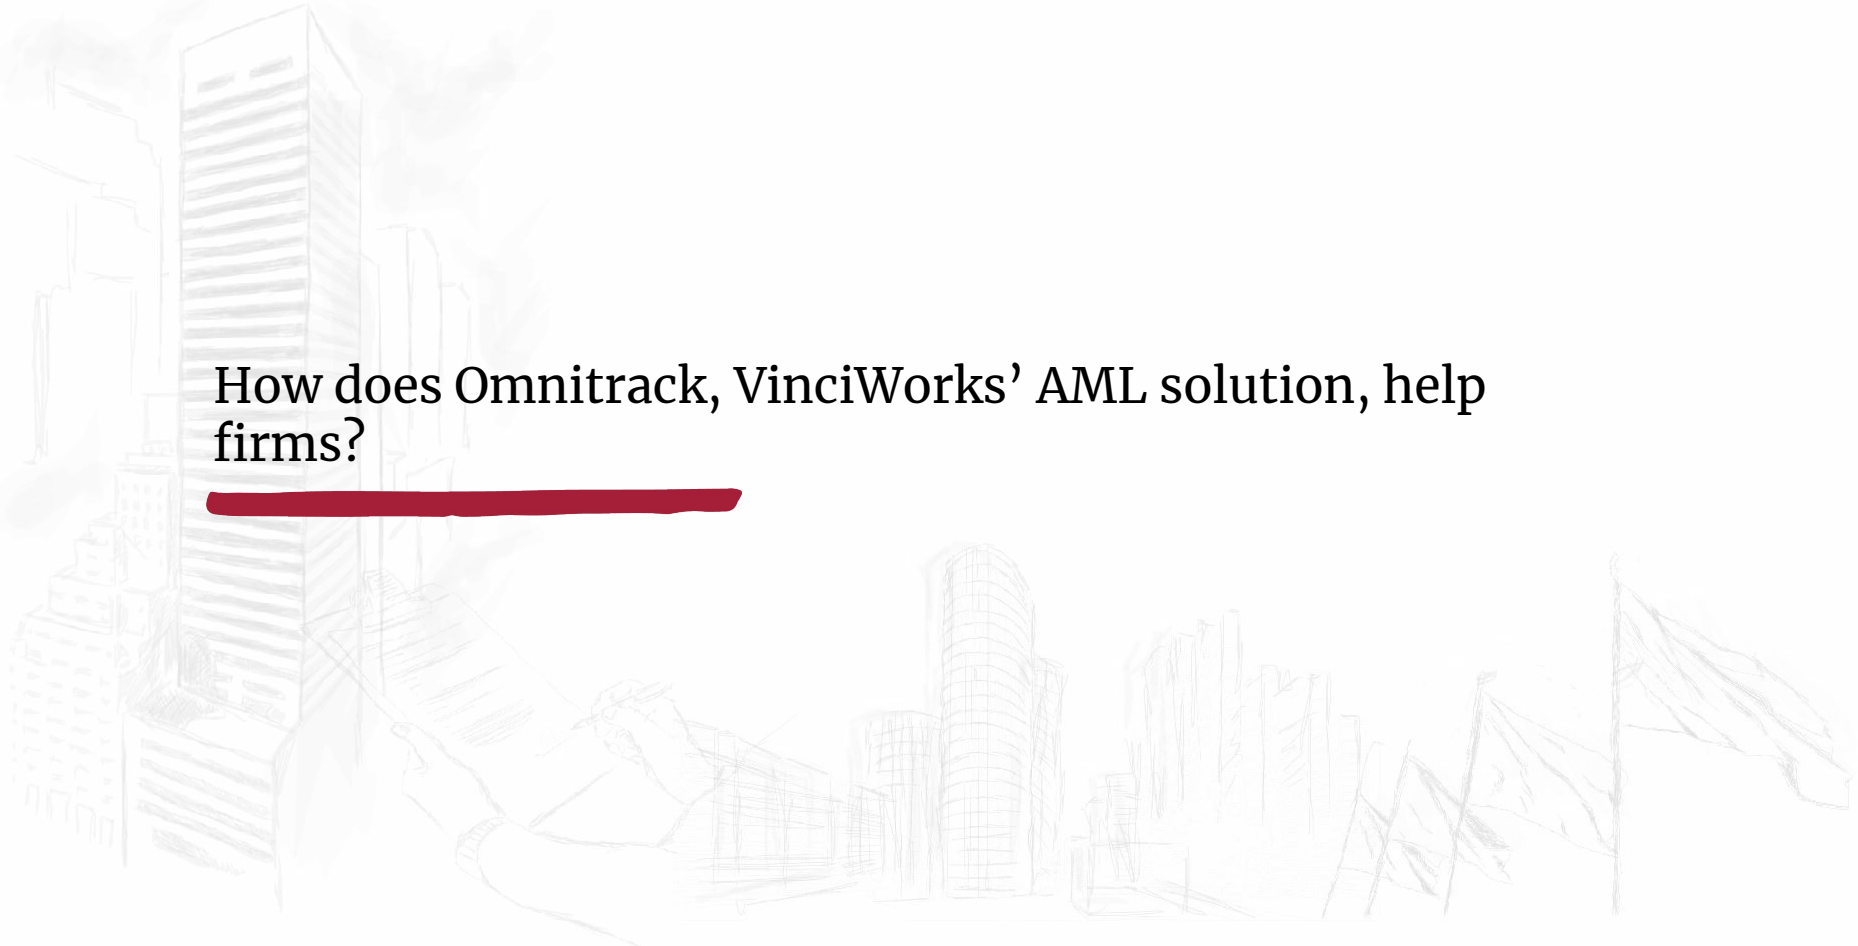 How does Omnitrack, VinciWorks’ AML solution, help
firms?